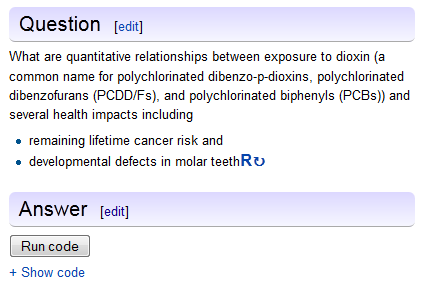 Question [edit]
What are quantitative relationships between exposure to dioxin (a
common name for polychlorinated dibenzo-p-dioxins, polychlorinated
dibenzofurans (PCDD/Fs), and polychlorinated biphenyls (PCBs)) and
several health impacts including
• remaining lifetime cancer risk and
• developmental defects in molar teethR↻
Answer [edit]
Run code
+ Show code